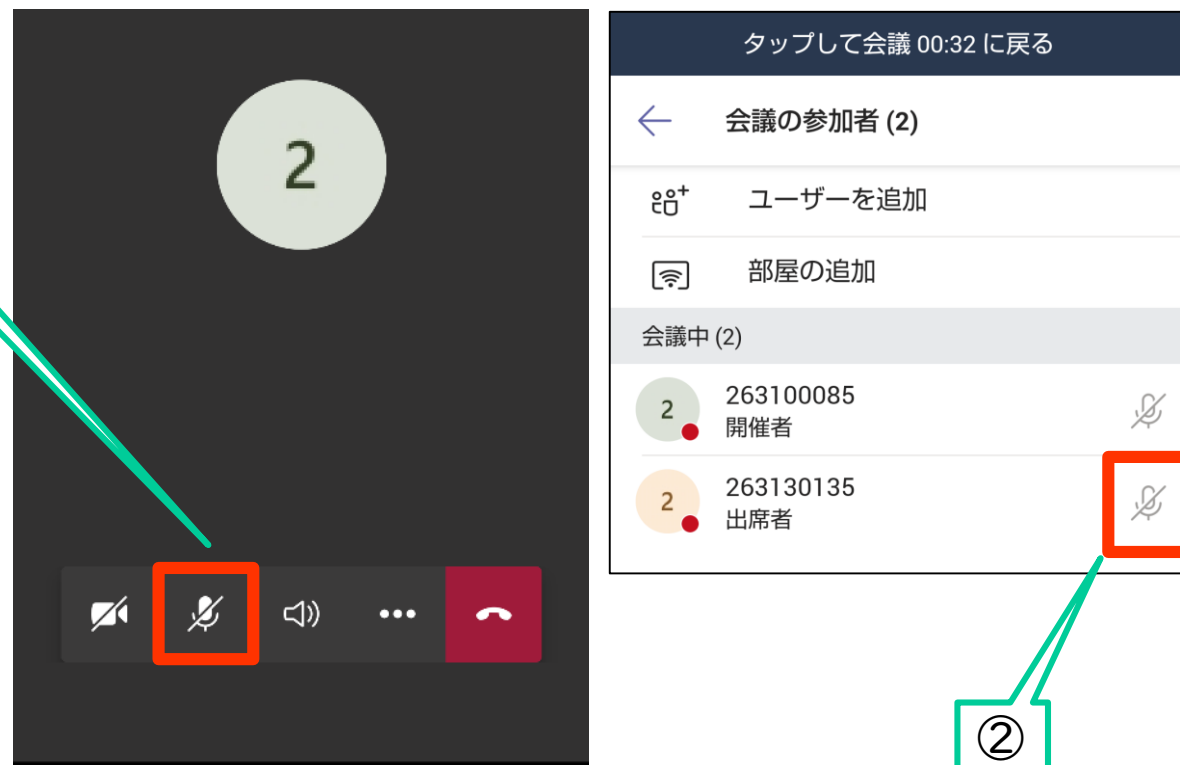 2
タップして会議 00:32 に戻る
会議の参加者 (2)
ユーザーを追加
部屋の追加
会議中 (2)
2
263100085
開催者
2
263130135
出席者
②